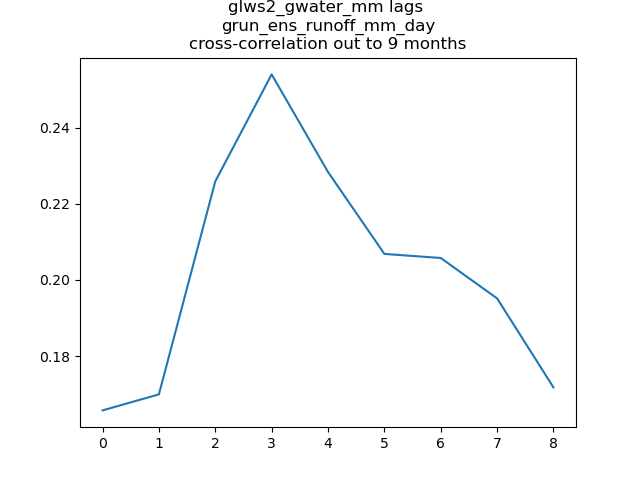 glws2_gwater_mm lags
grun_ens_runoff_mm_day
cross-correlation out to 9 months
0.24
0.22
0.20
0.18
0 1 2 3 4 5 6 7 8